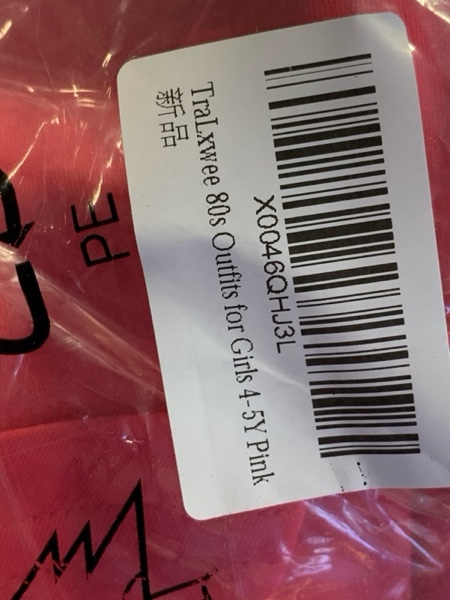 X0046QHJ3L
TraLxwee 80s Outfits for Girls 4-5Y Pink
新品
PE